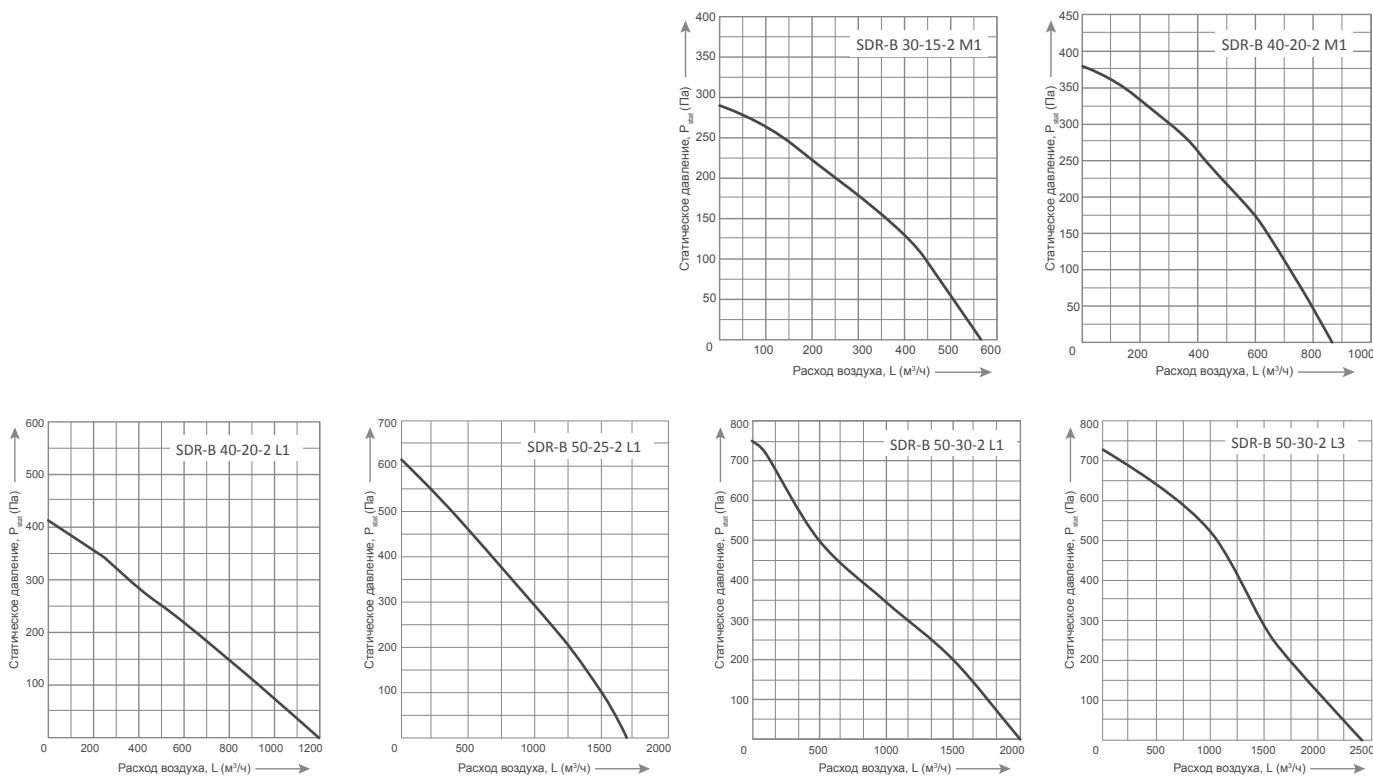 SDR-B 30-15-2 M1
Статическое давление, Pstat (Па)
400
350
300
250
200
150
100
50
0 100 200 300 400 500 600
Расход воздуха, L (м³/ч)
SDR-B 40-20-2 M1
Статическое давление, Pstat (Па)
450
400
350
300
250
200
150
100
50
0 200 400 600 800 1000
Расход воздуха, L (м³/ч)
SDR-B 40-20-2 L1
Статическое давление, Pstat (Па)
600
500
400
300
200
100
0 200 400 600 800 1000 1200
Расход воздуха, L (м³/ч)
SDR-B 50-25-2 L1
Статическое давление, Pstat (Па)
700
600
500
400
300
200
100
0 500 1000 1500 2000
Расход воздуха, L (м³/ч)
SDR-B 50-30-2 L1
Статическое давление, Pstat (Па)
800
700
600
500
400
300
200
100
0 500 1000 1500 2000
Расход воздуха, L (м³/ч)
SDR-B 50-30-2 L3
Статическое давление, Pstat (Па)
800
700
600
500
400
300
200
100
0 500 1000 1500 2000 2500
Расход воздуха, L (м³/ч)